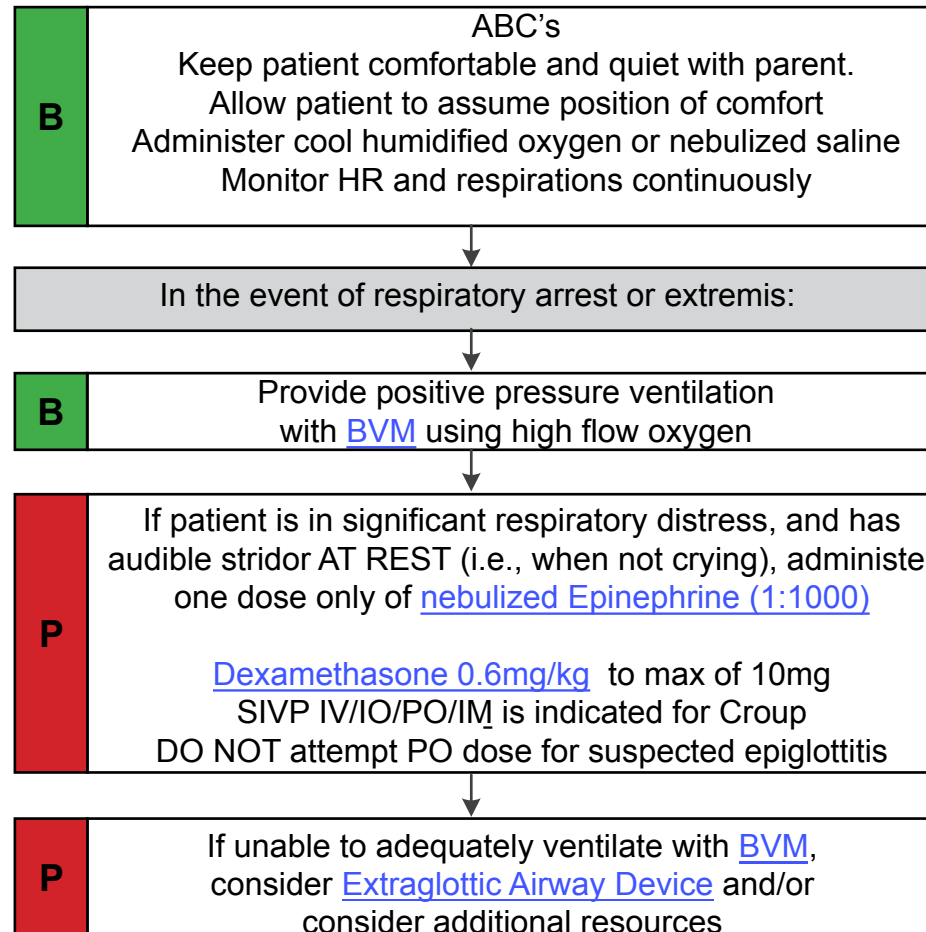 ABC's
Keep patient comfortable and quiet with parent.
Allow patient to assume position of comfort
Administer cool humidified oxygen or nebulized saline
Monitor HR and respirations continuously
B
In the event of respiratory arrest or extremis:
B
Provide positive pressure ventilation
with BVM using high flow oxygen
If patient is in significant respiratory distress, and has
audible stridor AT REST (i.e., when not crying), administe
one dose only of nebulized Epinephrine (1:1000)
P
Dexamethasone 0.6mg/kg to max of 10mg
SIVP IV/IO/PO/IM is indicated for Croup
DO NOT attempt PO dose for suspected epiglottitis
P
If unable to adequately ventilate with BVM,
consider Extraglottic Airway Device and/or
consider additional resources